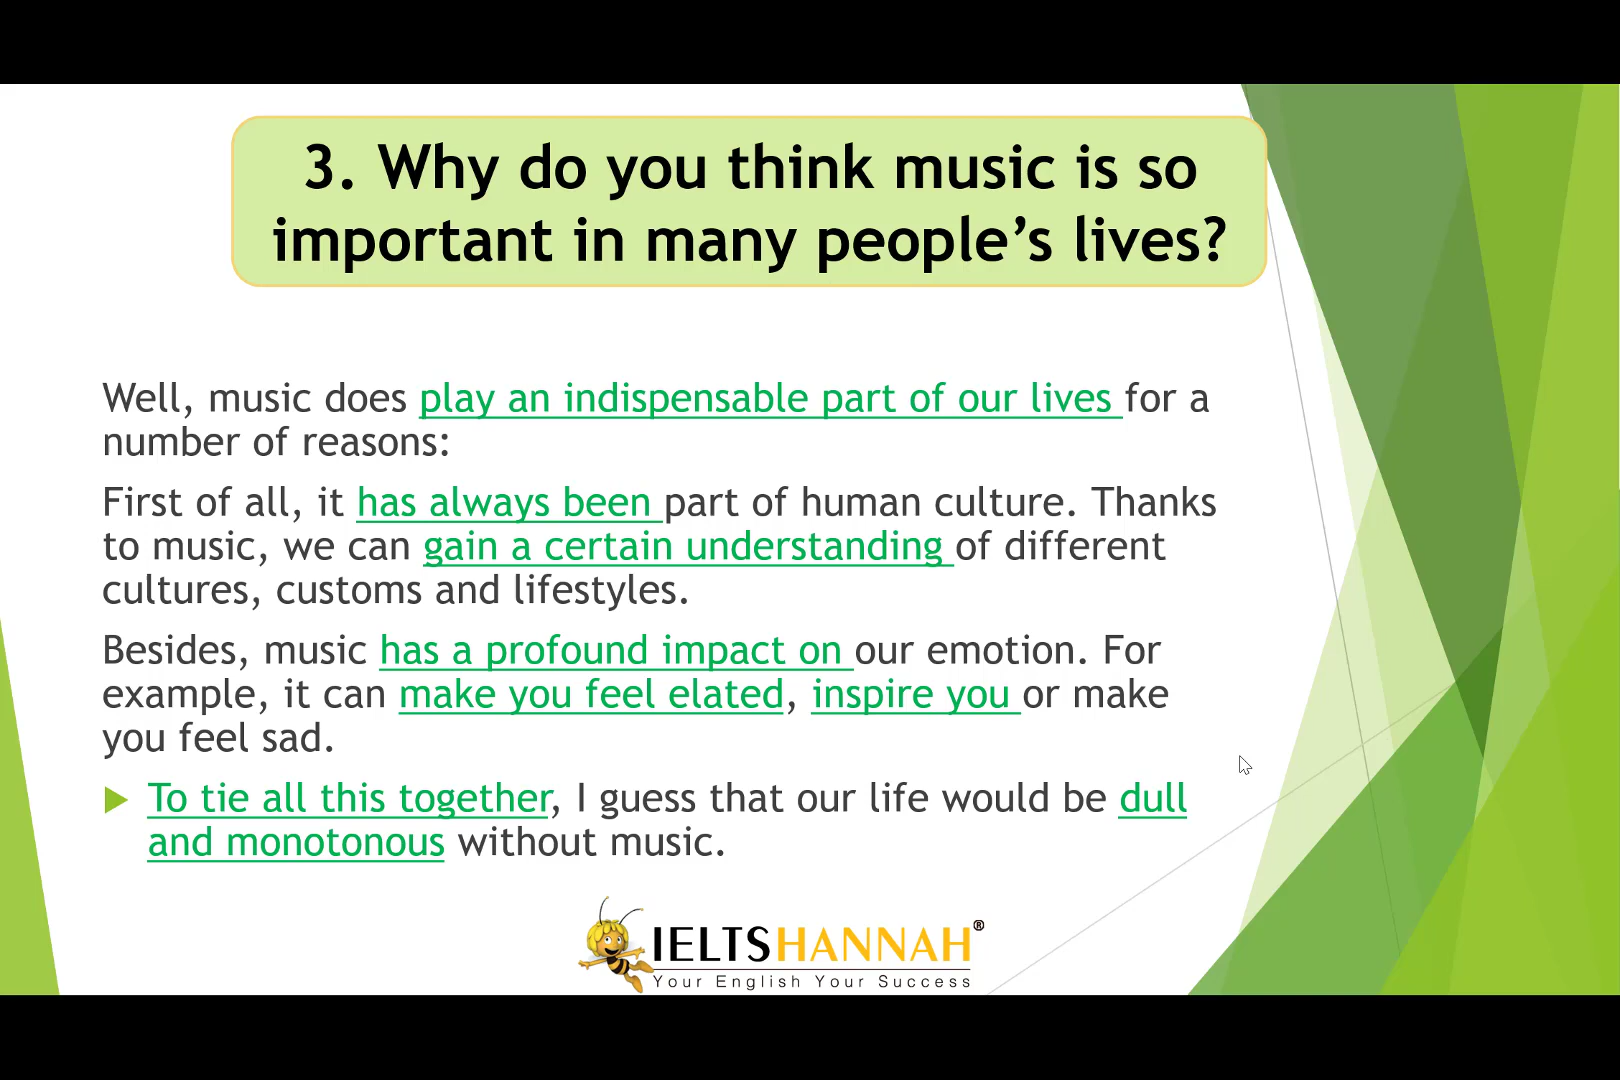 3. Why do you think music is so
important in many people’s lives?
Well, music does play an indispensable part of our lives for a
number of reasons:
First of all, it has always been part of human culture. Thanks
to music, we can gain a certain understanding of different
cultures, customs and lifestyles.
Besides, music has a profound impact on our emotion. For
example, it can make you feel elated, inspire you or make
you feel sad.
To tie all this together, I guess that our life would be dull
and monotonous without music.
IELTSHANNAH®
Your English Your Success